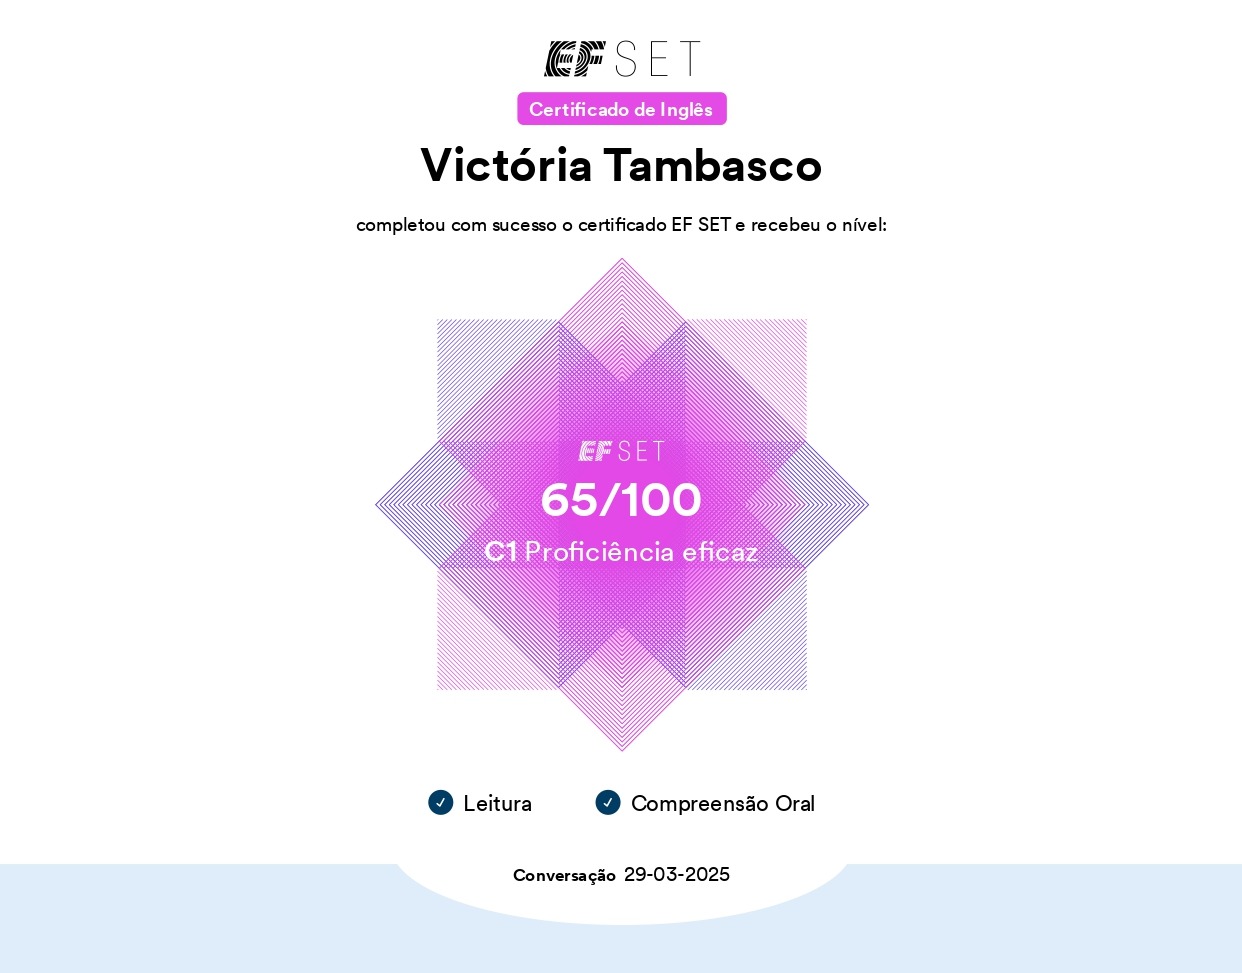 EF SET
Certificado de Inglês
Victória Tambasco
completou com sucesso o certificado EF SET e recebeu o nível:
EF SET
65/100
C1 Proficiência eficaz
Leitura
Compreensão Oral
Conversação 29-03-2025